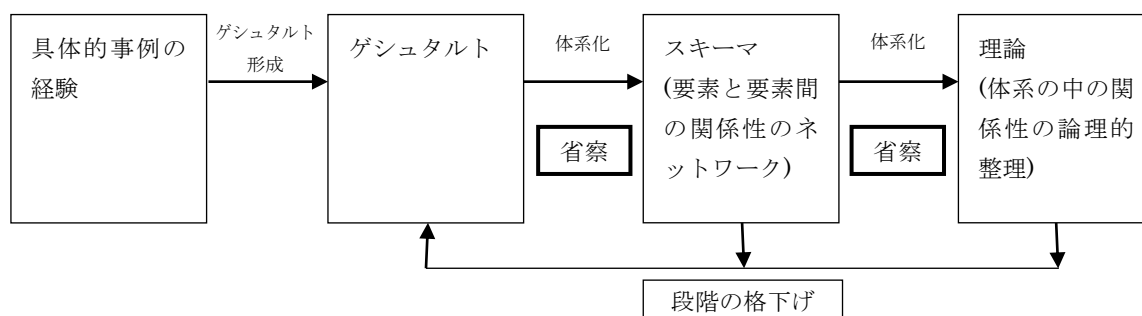 具体的事例の
経験
ゲシュタルト
形成
ゲシュタルト
体系化
省察
スキーマ
(要素と要素間
の関係性のネ
ットワーク)
体系化
省察
理論
(体系の中の関
係性の論理的
整理)
段階の格下げ